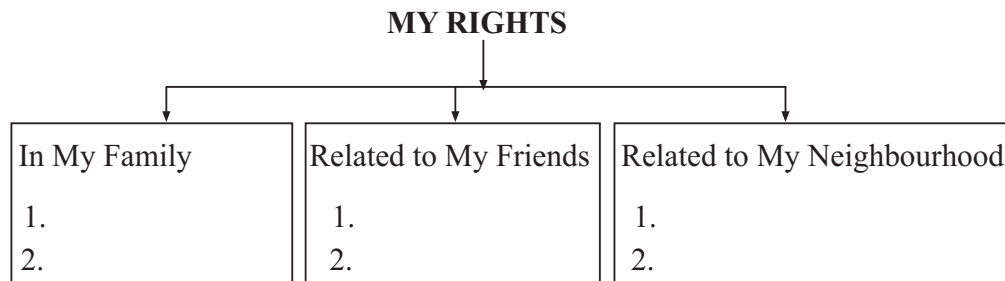 MY RIGHTS
In My Family
1.
2.
Related to My Friends
1.
2.
Related to My Neighbourhood
1.
2.